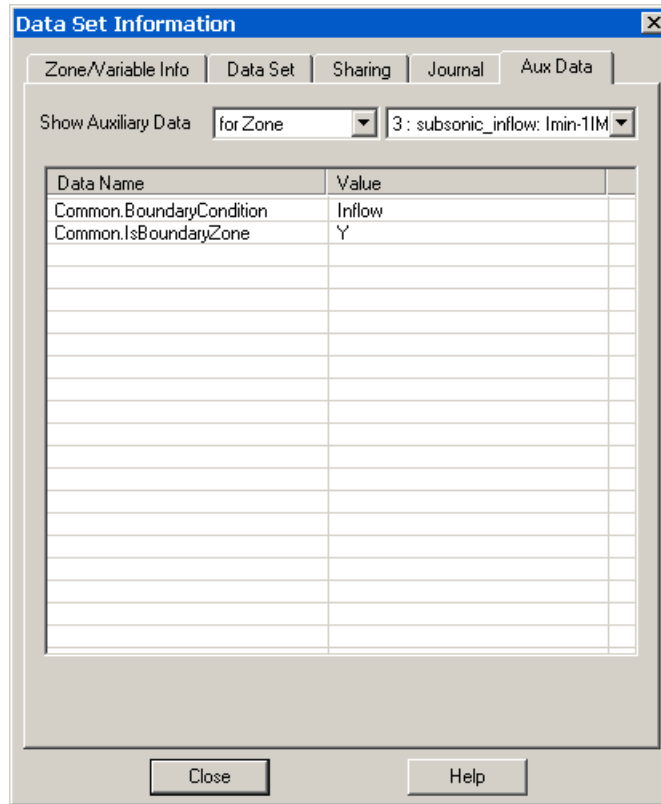 Data Set Information
Zone/Variable Info Data Set Sharing Journal Aux Data
Show Auxiliary Data for Zone 3 : subsonic_inflow: Imin-1IM
Data Name Value
Common.BoundaryCondition Inflow
Common.IsBoundaryZone Y
Close Help